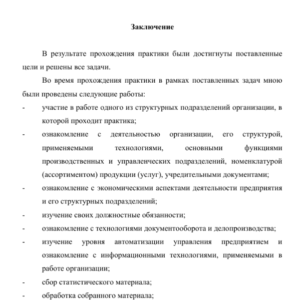 Заключение
В результате прохождения практики были достигнуты поставленные
цели и решены все задачи.
Во время прохождения практики в рамках поставленных задач мною
были проведены следующие работы:
- участие в работе одного из структурных подразделений организации, в
которой проходит практика;
- ознакомление с деятельностью организации, его структурой,
применяемыми технологиями, основными функциями
производственных и управленческих подразделений, номенклатурой
(ассортиментом) продукции (услуг), учредительными документами;
- ознакомление с экономическими аспектами деятельности предприятия
и его структурных подразделений;
- изучение своих должностные обязанности;
- ознакомление с технологиями документооборота и делопроизводства;
- изучение уровня автоматизации управления предприятием и
ознакомление с информационными технологиями, применяемыми в
работе организации;
- сбор статистического материала;
- обработка собранного материала;